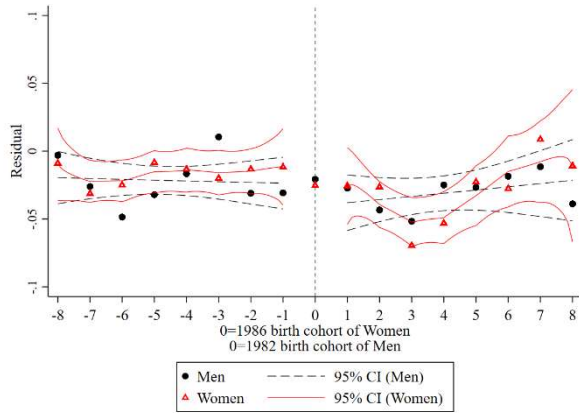 .1
.05
0
-.05
-.1
Residual
-8 -7 -6 -5 -4 -3 -2 -1 0 1 2 3 4 5 6 7 8
0=1986 birth cohort of Women
0=1982 birth cohort of Men
Men 95% CI (Men)
Women 95% CI (Women)